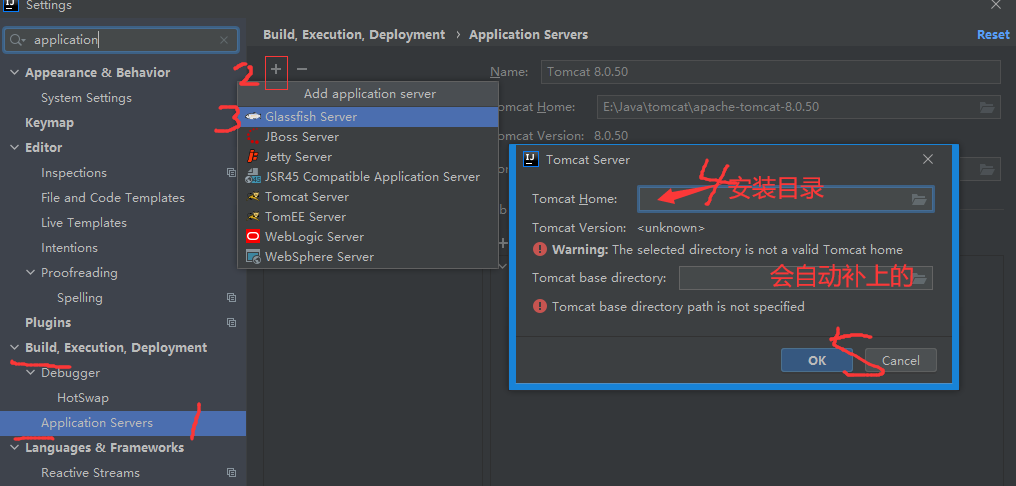 Settings
application
Appearance & Behavior
System Settings
Keymap
Editor
Inspections
File and Code Templates
Live Templates
Intentions
Proofreading
Spelling
Plugins
Build, Execution, Deployment
Debugger
HotSwap
Application Servers
1
Languages & Frameworks
Reactive Streams
Build, Execution, Deployment › Application Servers
Reset
2
+ −
Add application server
3
Glassfish Server
JBoss Server
Jetty Server
JSR45 Compatible Application Server
Tomcat Server
TomEE Server
WebLogic Server
WebSphere Server
Name: Tomcat 8.0.50
Tomcat Home: E:\Java\tomcat\apache-tomcat-8.0.50
Tomcat Version: 8.0.50
Tomcat Server
Tomcat Home: 4 安装目录
Tomcat Version: <unknown>
Warning: The selected directory is not a valid Tomcat home
Tomcat base directory: 会自动补上的
Tomcat base directory path is not specified
5
OK Cancel